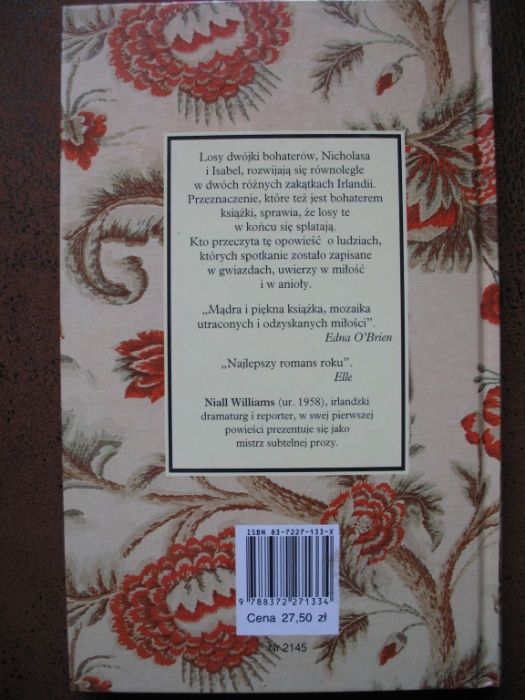 Losy dwójki bohaterów, Nicholasa
i Isabel, rozwijają się równolegle
w dwóch różnych zakątkach Irlandii.
Przeznaczenie, które też jest bohaterem
książki, sprawia, że losy te
w końcu się splatają.
Kto przeczyta tę opowieść o ludziach,
których spotkanie zostało zapisane
w gwiazdach, uwierzy w miłość
i w anioły.
„Mądra i piękna książka, mozaika
utraconych i odzyskanych miłości”.
Edna O'Brien
„Najlepszy romans roku”.
Elle
Niall Williams (ur. 1958), irlandzki
dramaturg i reporter, w swej pierwszej
powieści prezentuje się jako
mistrz subtelnej prozy.
ISBN 83-7227-133-X
9 788372 271334
Cena 27,50 zł
Nr 2145